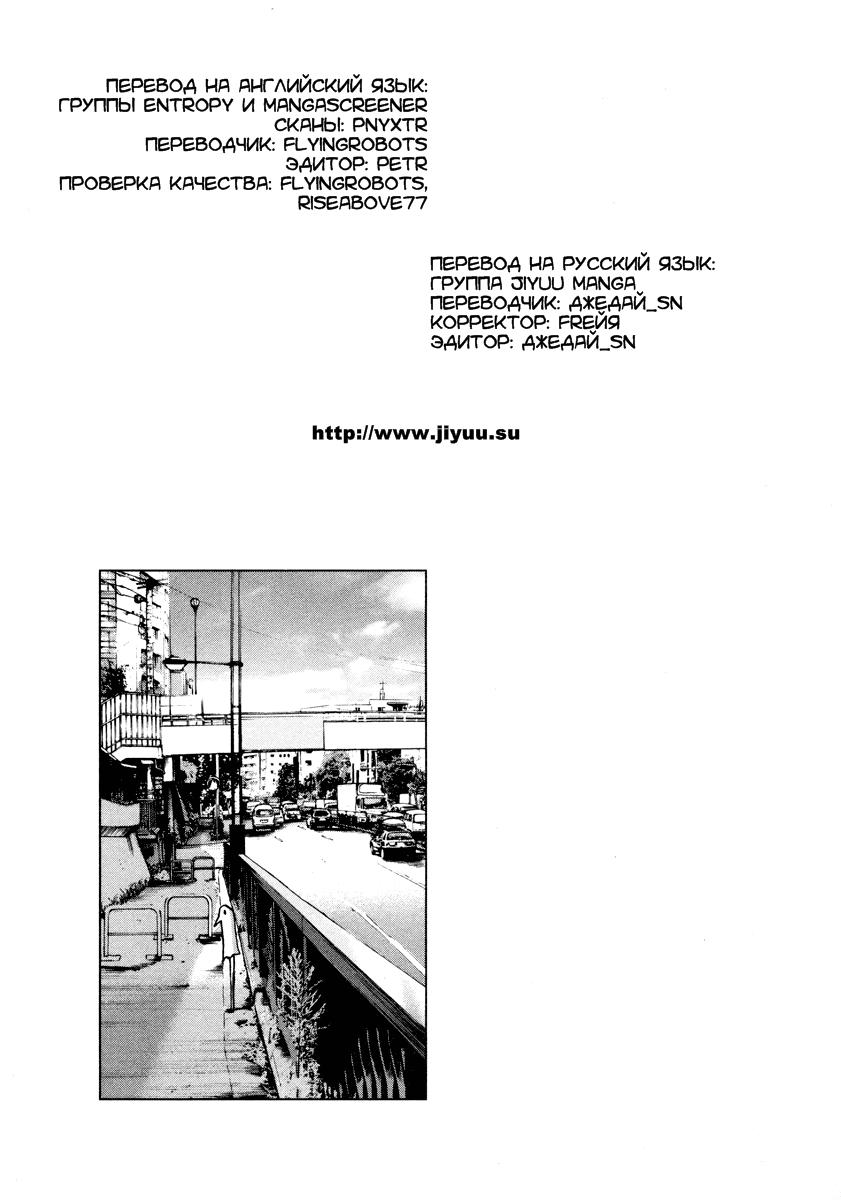 ПЕРЕВОД НА АНГЛИЙСКИЙ ЯЗЫК:
ГРУППЫ ENTROPY И MANGASCREENER
СКАНЫ: PNYXTR
ПЕРЕВОДЧИК: FLYINGROBOTS
ЭДИТОР: PETR
ПРОВЕРКА КАЧЕСТВА: FLYINGROBOTS,
RISEABOVE77
ПЕРЕВОД НА РУССКИЙ ЯЗЫК:
ГРУППА JIYUU MANGA
ПЕРЕВОДЧИК: ДЖЕДАЙ_SN
КОРРЕКТОР: FREЙЯ
ЭДИТОР: ДЖЕДАЙ_SN
http://www.jiyuu.su